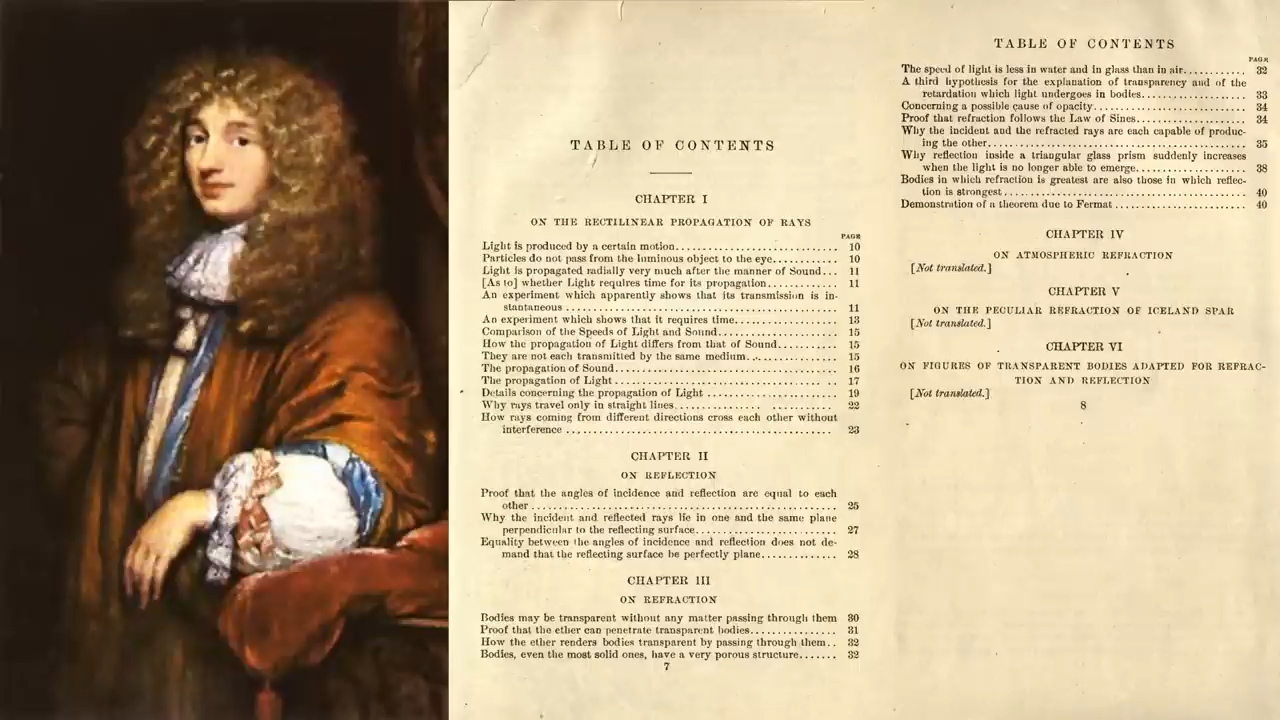 TABLE OF CONTENTS
CHAPTER I
ON THE RECTILINEAR PROPAGATION OF RAYS
PAGE
Light is produced by a certain motion.............................. 10
Particles do not pass from the luminous object to the eye........... 10
Light is propagated radially very much after the manner of Sound... 11
[As to] whether Light requires time for its propagation............. 11
An experiment which apparently shows that its transmission is in-
stantaneous ................................................. 11
An experiment which shows that it requires time.................... 13
Comparison of the Speeds of Light and Sound....................... 15
How the propagation of Light differs from that of Sound............ 15
They are not each transmitted by the same medium................. 15
The propagation of Sound......................................... 16
The propagation of Light......................................... 17
Details concerning the propagation of Light ........................ 19
Why rays travel only in straight lines.............................. 22
How rays coming from different directions cross each other without
interference ................................................. 23
CHAPTER II
ON REFLECTION
Proof that the angles of incidence and reflection are equal to each
other ....................................................... 25
Why the incident and reflected rays lie in one and the same plane
perpendicular to the reflecting surface......................... 27
Equality between the angles of incidence and reflection does not de-
mand that the reflecting surface be perfectly plane.............. 28
CHAPTER III
ON REFRACTION
Bodies may be transparent without any matter passing through them 30
Proof that the ether can penetrate transparent bodies............... 31
How the ether renders bodies transparent by passing through them.. 32
Bodies, even the most solid ones, have a very porous structure....... 32
7
TABLE OF CONTENTS
PAGE
The speed of light is less in water and in glass than in air........... 32
A third hypothesis for the explanation of transparency and of the
retardation which light undergoes in bodies................... 33
Concerning a possible cause of opacity............................ 34
Proof that refraction follows the Law of Sines..................... 34
Why the incident and the refracted rays are each capable of produc-
ing the other................................................ 35
Why reflection inside a triangular glass prism suddenly increases
when the light is no longer able to emerge..................... 38
Bodies in which refraction is greatest are also those in which reflec-
tion is strongest ............................................. 40
Demonstration of a theorem due to Fermat ........................ 40
CHAPTER IV
ON ATMOSPHERIC REFRACTION
[Not translated.]
CHAPTER V
ON THE PECULIAR REFRACTION OF ICELAND SPAR
[Not translated.]
CHAPTER VI
ON FIGURES OF TRANSPARENT BODIES ADAPTED FOR REFRAC-
TION AND REFLECTION
[Not translated.]
8